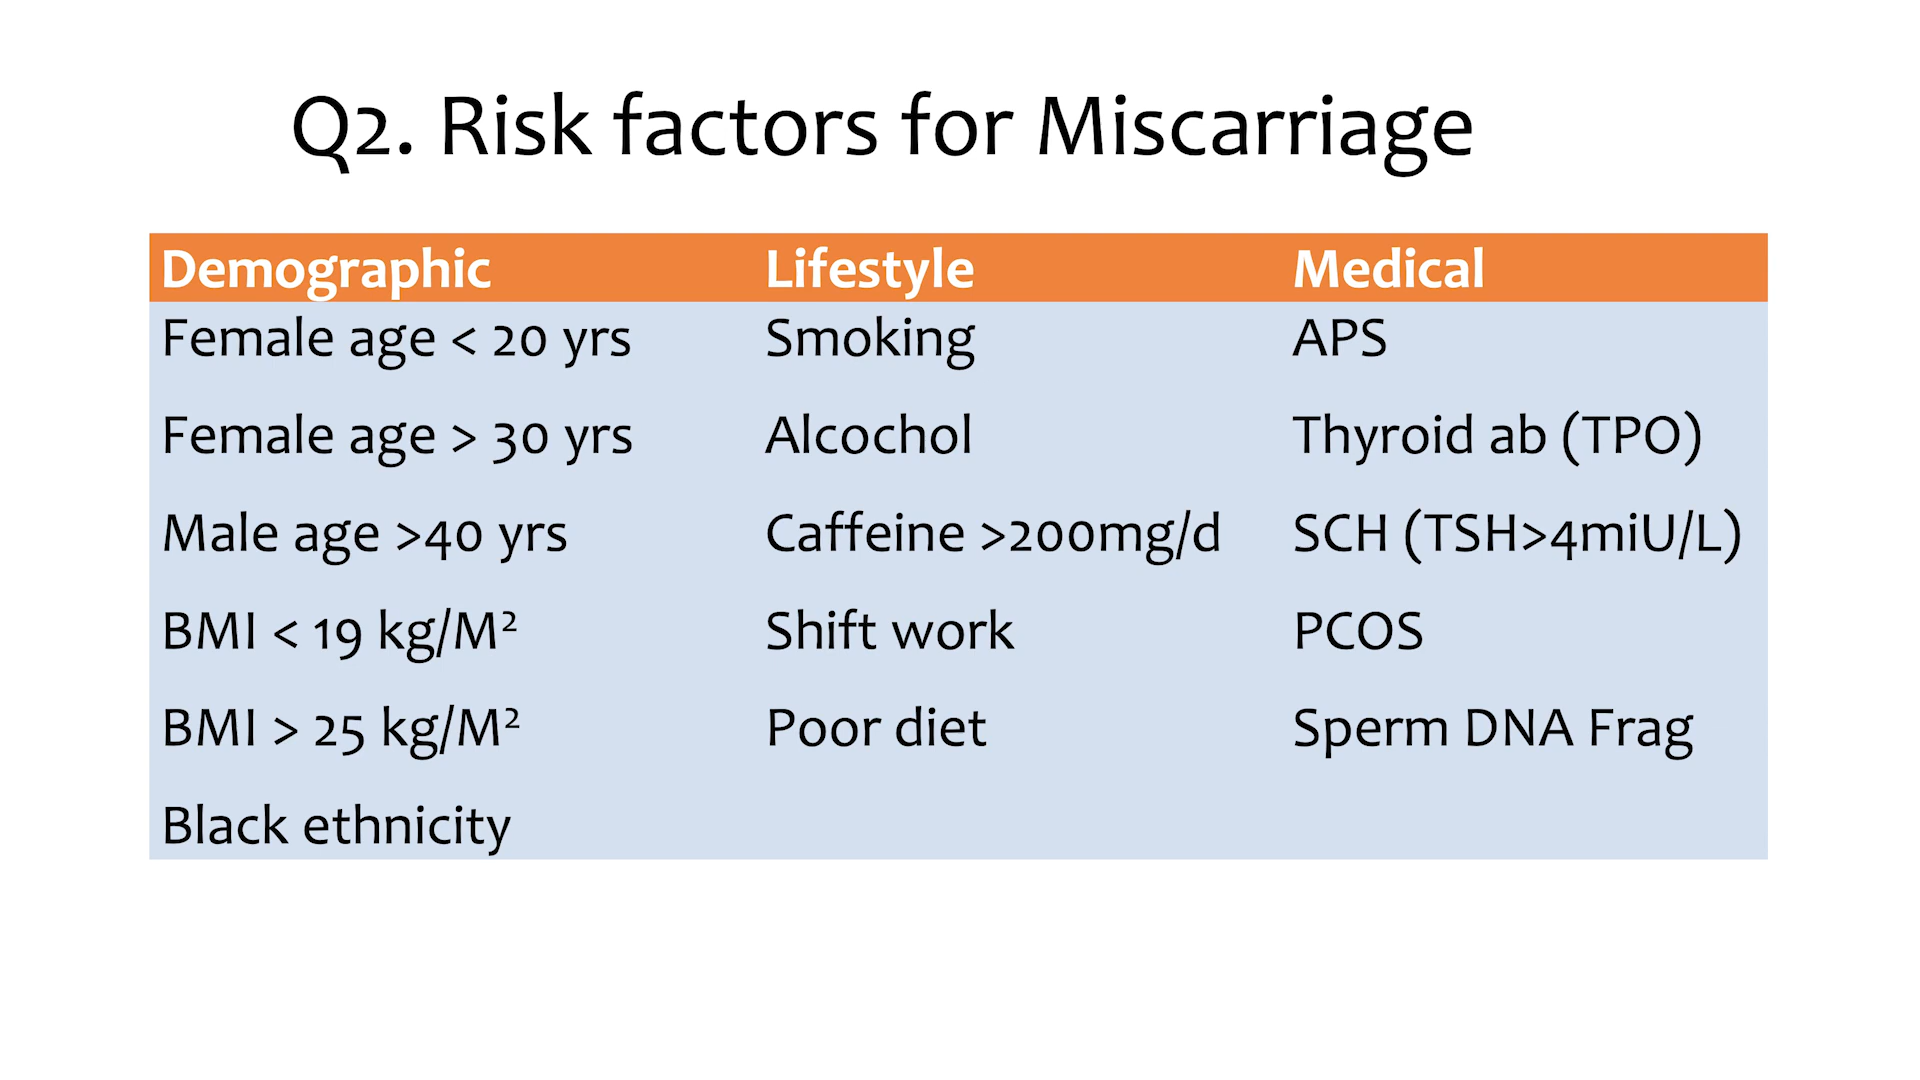 Q2. Risk factors for Miscarriage
Demographic Lifestyle Medical
Female age < 20 yrs Smoking APS
Female age > 30 yrs Alcochol Thyroid ab (TPO)
Male age >40 yrs Caffeine >200mg/d SCH (TSH>4miU/L)
BMI < 19 kg/M² Shift work PCOS
BMI > 25 kg/M² Poor diet Sperm DNA Frag
Black ethnicity